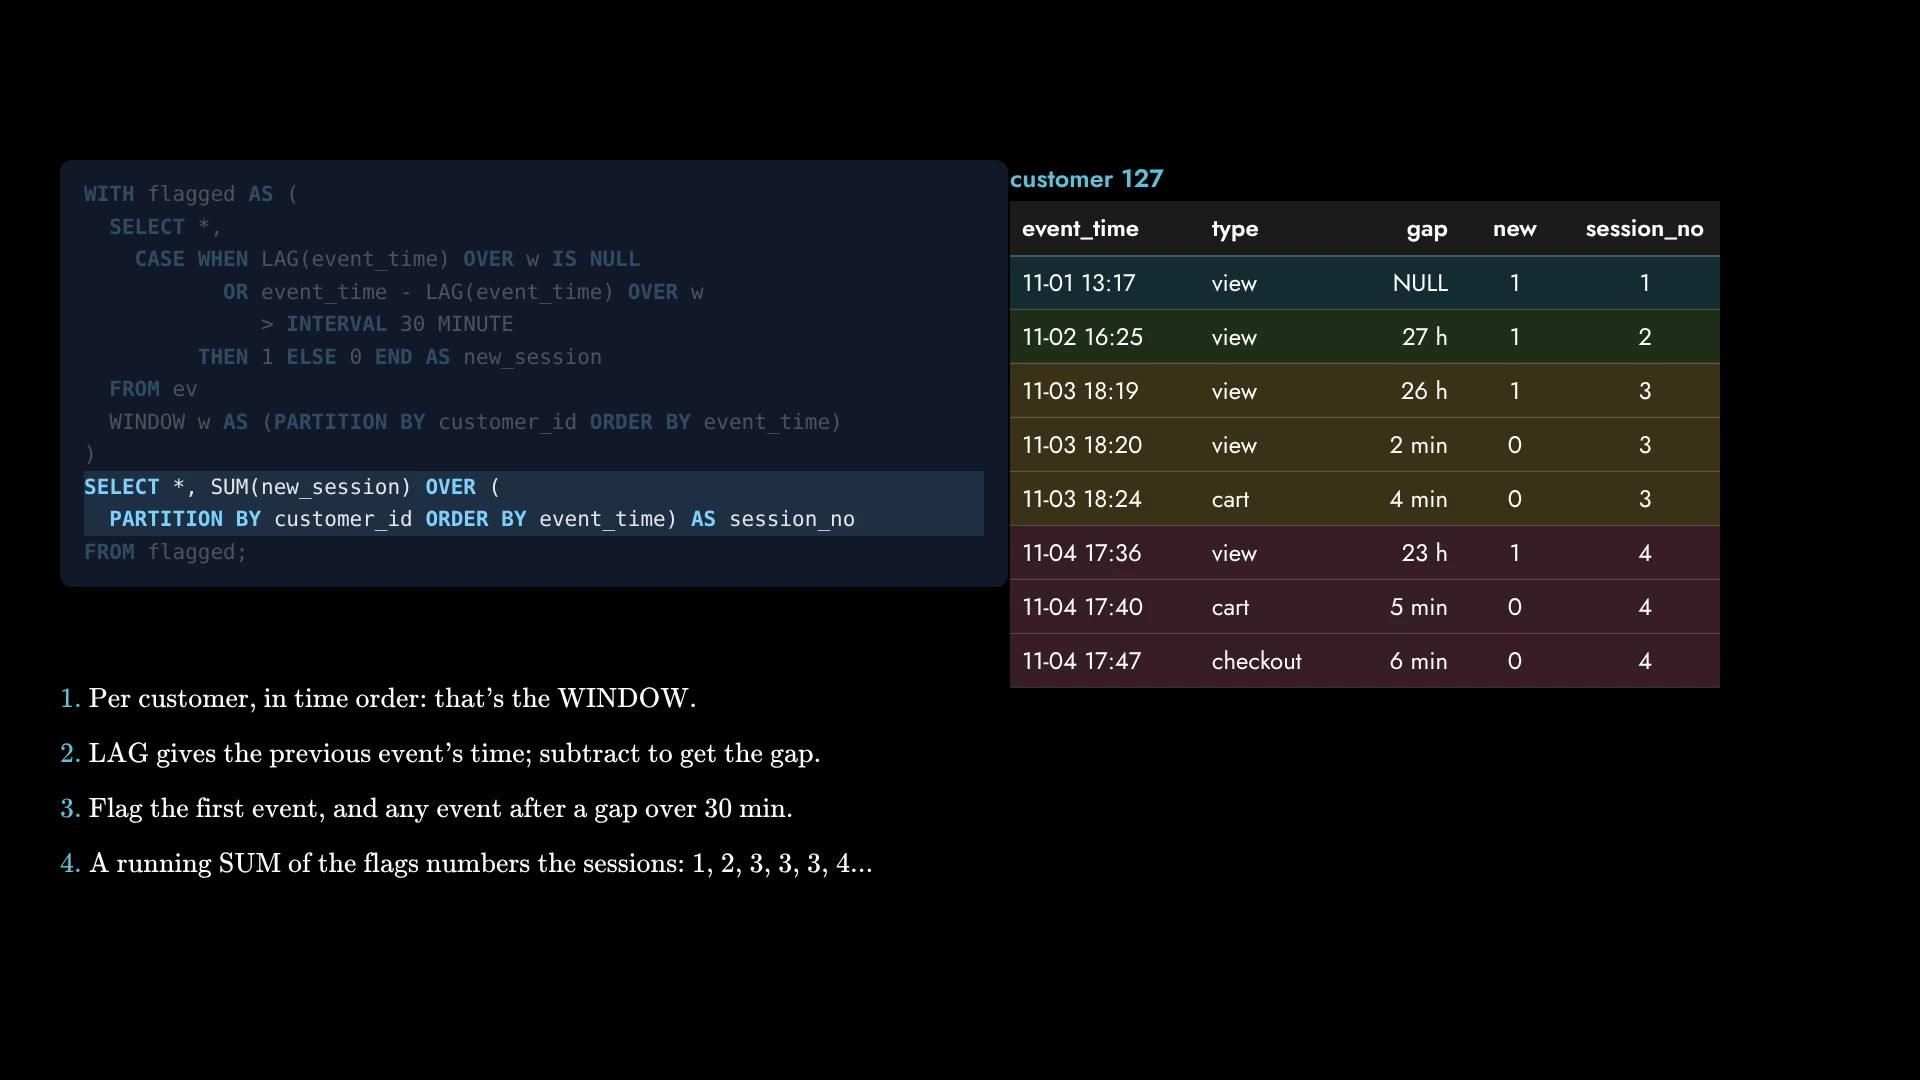 WITH flagged AS (
  SELECT *,
    CASE WHEN LAG(event_time) OVER w IS NULL
           OR event_time - LAG(event_time) OVER w
              > INTERVAL 30 MINUTE
         THEN 1 ELSE 0 END AS new_session
  FROM ev
  WINDOW w AS (PARTITION BY customer_id ORDER BY event_time)
)
SELECT *, SUM(new_session) OVER (
  PARTITION BY customer_id ORDER BY event_time) AS session_no
FROM flagged;
1. Per customer, in time order: that’s the WINDOW.
2. LAG gives the previous event’s time; subtract to get the gap.
3. Flag the first event, and any event after a gap over 30 min.
4. A running SUM of the flags numbers the sessions: 1, 2, 3, 3, 3, 4...
customer 127
event_time type gap new session_no
11-01 13:17 view NULL 1 1
11-02 16:25 view 27 h 1 2
11-03 18:19 view 26 h 1 3
11-03 18:20 view 2 min 0 3
11-03 18:24 cart 4 min 0 3
11-04 17:36 view 23 h 1 4
11-04 17:40 cart 5 min 0 4
11-04 17:47 checkout 6 min 0 4